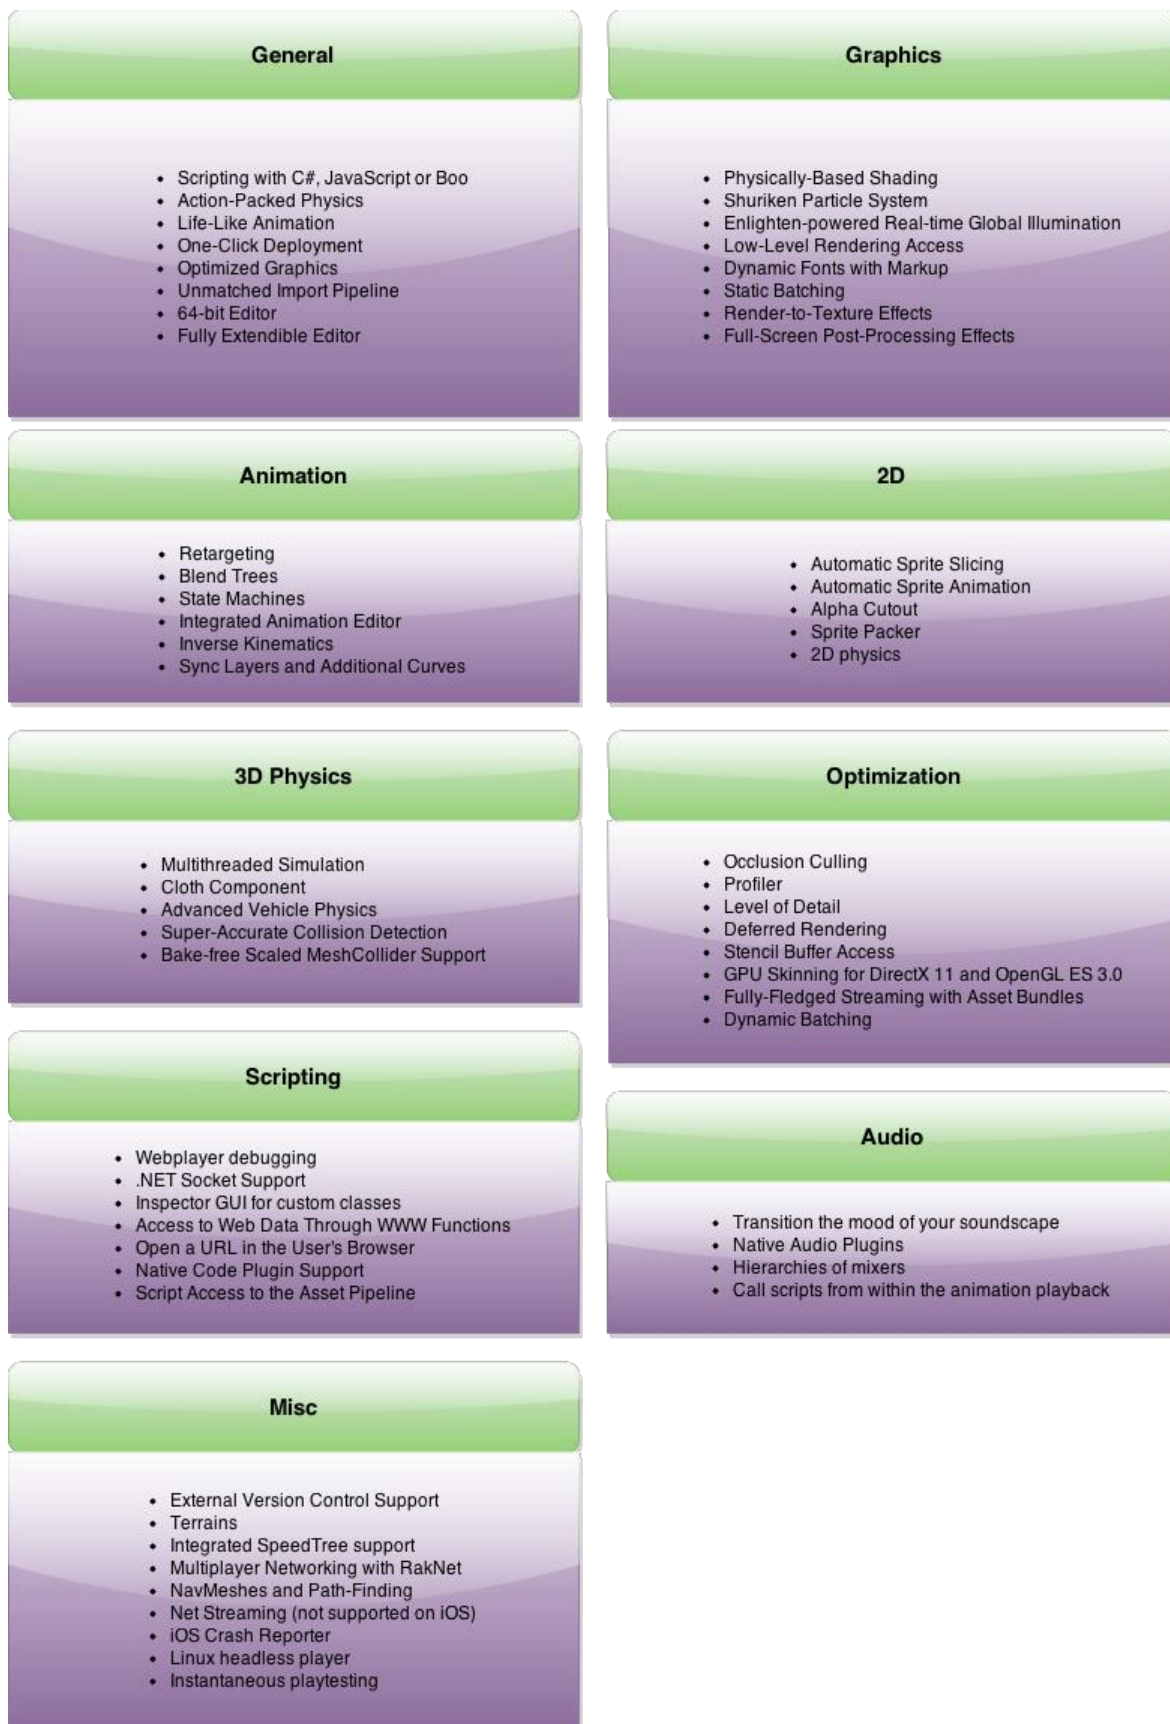 General
• Scripting with C#, JavaScript or Boo
• Action-Packed Physics
• Life-Like Animation
• One-Click Deployment
• Optimized Graphics
• Unmatched Import Pipeline
• 64-bit Editor
• Fully Extendible Editor
Graphics
• Physically-Based Shading
• Shuriken Particle System
• Enlighten-powered Real-time Global Illumination
• Low-Level Rendering Access
• Dynamic Fonts with Markup
• Static Batching
• Render-to-Texture Effects
• Full-Screen Post-Processing Effects
Animation
• Retargeting
• Blend Trees
• State Machines
• Integrated Animation Editor
• Inverse Kinematics
• Sync Layers and Additional Curves
2D
• Automatic Sprite Slicing
• Automatic Sprite Animation
• Alpha Cutout
• Sprite Packer
• 2D physics
3D Physics
• Multithreaded Simulation
• Cloth Component
• Advanced Vehicle Physics
• Super-Accurate Collision Detection
• Bake-free Scaled MeshCollider Support
Optimization
• Occlusion Culling
• Profiler
• Level of Detail
• Deferred Rendering
• Stencil Buffer Access
• GPU Skinning for DirectX 11 and OpenGL ES 3.0
• Fully-Fledged Streaming with Asset Bundles
• Dynamic Batching
Scripting
• Webplayer debugging
• .NET Socket Support
• Inspector GUI for custom classes
• Access to Web Data Through WWW Functions
• Open a URL in the User's Browser
• Native Code Plugin Support
• Script Access to the Asset Pipeline
Audio
• Transition the mood of your soundscape
• Native Audio Plugins
• Hierarchies of mixers
• Call scripts from within the animation playback
Misc
• External Version Control Support
• Terrains
• Integrated SpeedTree support
• Multiplayer Networking with RakNet
• NavMeshes and Path-Finding
• Net Streaming (not supported on iOS)
• iOS Crash Reporter
• Linux headless player
• Instantaneous playtesting